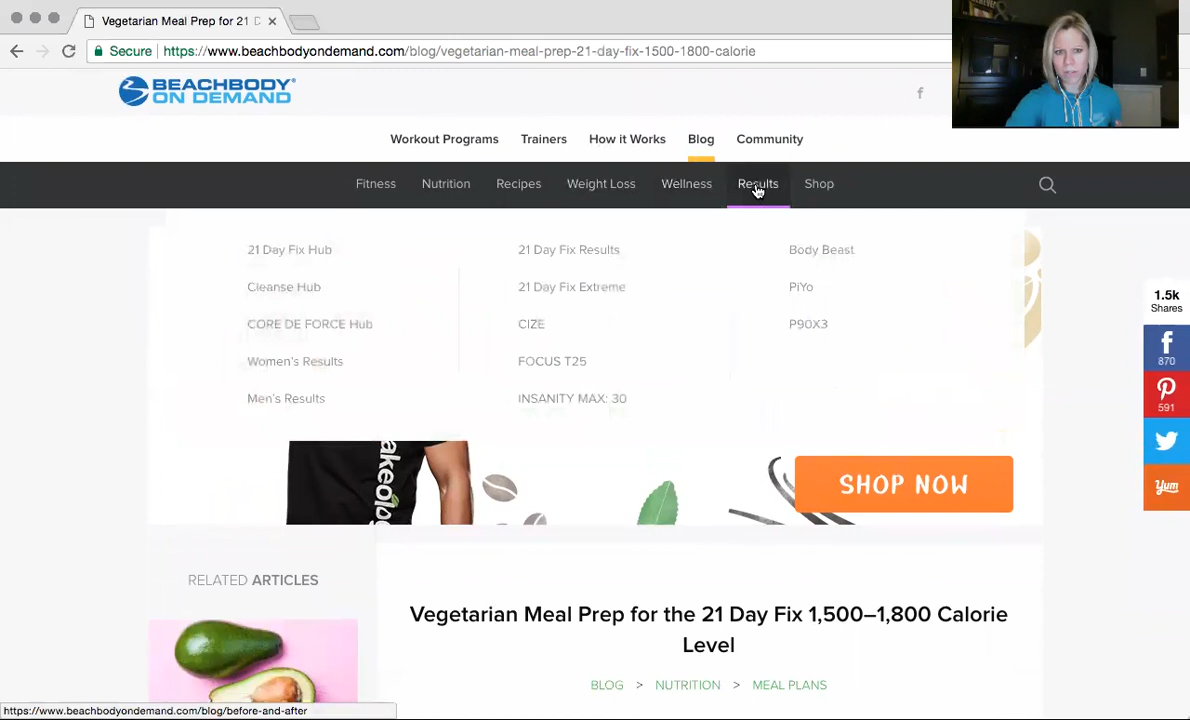 Vegetarian Meal Prep for 21 D
Secure https://www.beachbodyondemand.com/blog/vegetarian-meal-prep-21-day-fix-1500-1800-calorie
BEACHBODY
ON DEMAND
Workout Programs Trainers How it Works Blog Community
Fitness Nutrition Recipes Weight Loss Wellness Results Shop
21 Day Fix Hub
Cleanse Hub
CORE DE FORCE Hub
Women's Results
Men's Results
21 Day Fix Results
21 Day Fix Extreme
CIZE
FOCUS T25
INSANITY MAX: 30
Body Beast
PiYo
P90X3
1.5k
Shares
870
591
Yum
akeolo
SHOP NOW
RELATED ARTICLES
Vegetarian Meal Prep for the 21 Day Fix 1,500–1,800 Calorie
Level
BLOG > NUTRITION > MEAL PLANS
https://www.beachbodyondemand.com/blog/before-and-after